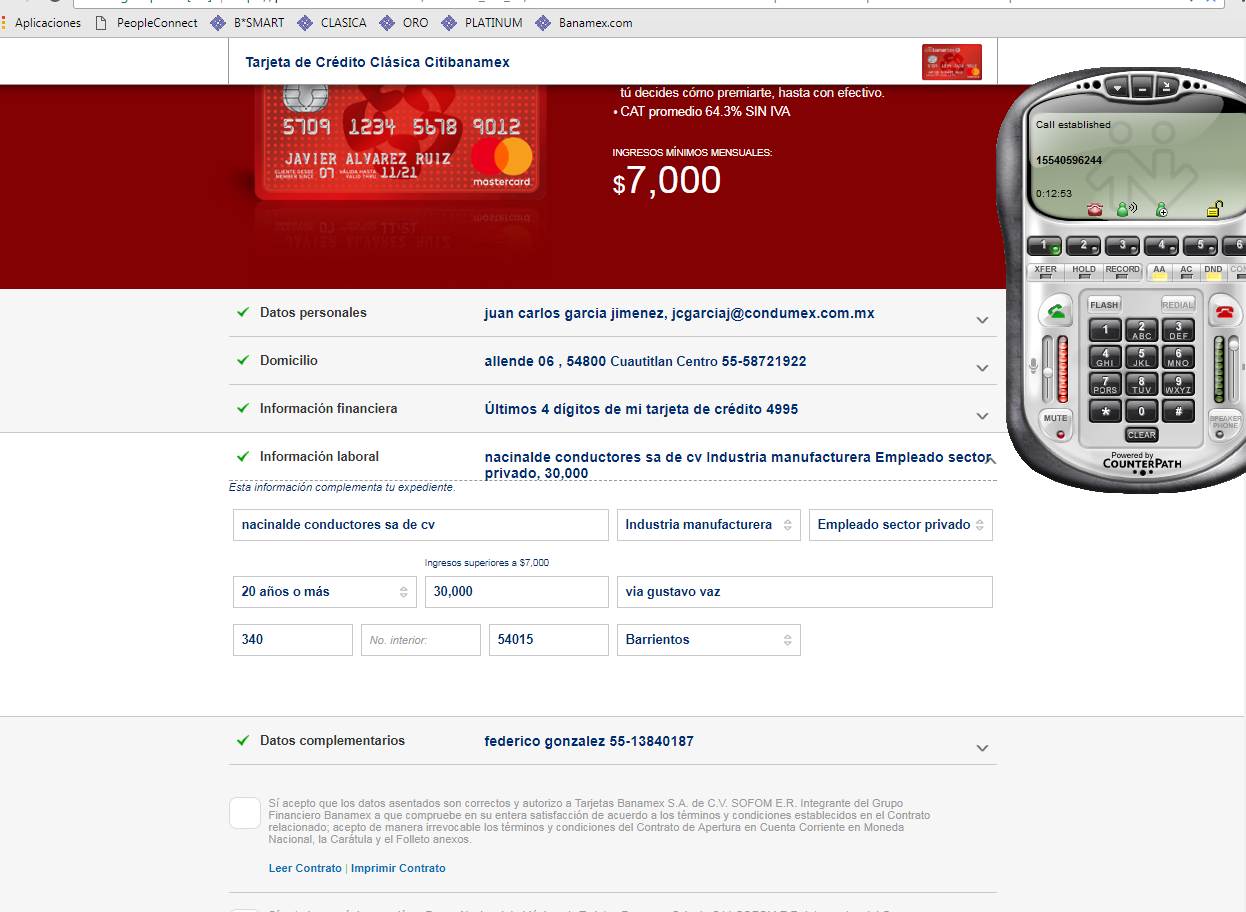 Aplicaciones PeopleConnect B*SMART CLASICA ORO PLATINUM Banamex.com
Tarjeta de Crédito Clásica Citibanamex
tú decides cómo premiarte, hasta con efectivo.
• CAT promedio 64.3% SIN IVA
INGRESOS MÍNIMOS MENSUALES:
$7,000
5709 1234 5678 9012
JAVIER ALVAREZ RUIZ
CLIENTE DESDE MEMBER SINCE 07 VÁLIDA HASTA VALID THRU 11/21
mastercard
Call established
15540596244
0:12:53
1 2 3 4 5 6
XFER HOLD RECORD AA AC DND
FLASH REDIAL
1 2 ABC 3 DEF
4 GHI 5 JKL 6 MNO
7 PQRS 8 TUV 9 WXYZ
* 0 #
MUTE SPEAKER PHONE
CLEAR
Powered by
COUNTERPATH
Datos personales juan carlos garcia jimenez, jcgarciaj@condumex.com.mx
Domicilio allende 06 , 54800 Cuautitlan Centro 55-58721922
Información financiera Últimos 4 dígitos de mi tarjeta de crédito 4995
Información laboral nacinalde conductores sa de cv Industria manufacturera Empleado sector
privado, 30,000
Esta información complementa tu expediente.
nacinalde conductores sa de cv Industria manufacturera Empleado sector privado
Ingresos superiores a $7,000
20 años o más 30,000 via gustavo vaz
340 No. interior: 54015 Barrientos
Datos complementarios federico gonzalez 55-13840187
Sí acepto que los datos asentados son correctos y autorizo a Tarjetas Banamex S.A. de C.V. SOFOM E.R. Integrante del Grupo
Financiero Banamex a que compruebe en su entera satisfacción de acuerdo a los términos y condiciones establecidos en el Contrato
relacionado; acepto de manera irrevocable los términos y condiciones del Contrato de Apertura en Cuenta Corriente en Moneda
Nacional, la Carátula y el Folleto anexos.
Leer Contrato | Imprimir Contrato